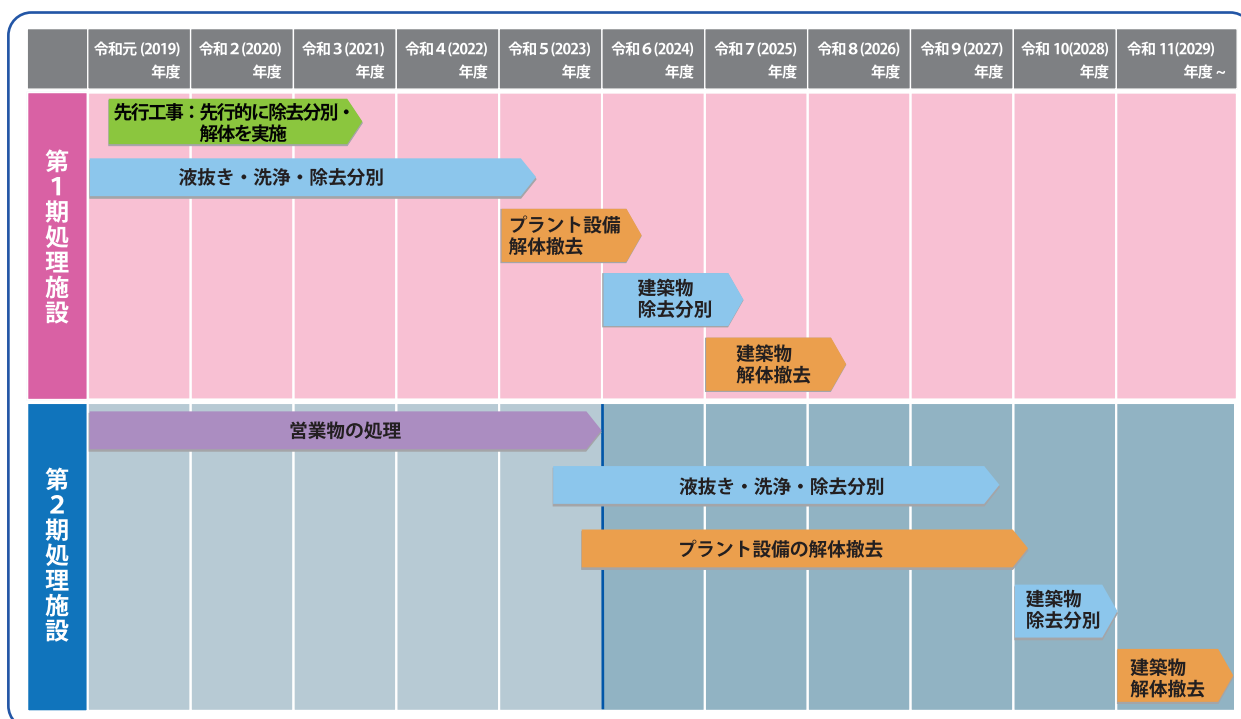 令和元 (2019) 年度
令和 2 (2020) 年度
令和 3 (2021) 年度
令和 4 (2022) 年度
令和 5 (2023) 年度
令和 6 (2024) 年度
令和 7 (2025) 年度
令和 8 (2026) 年度
令和 9 (2027) 年度
令和 10(2028) 年度
令和 11(2029) 年度 ~
第1期処理施設
先行工事：先行的に除去分別・
解体を実施
液抜き・洗浄・除去分別
プラント設備
解体撤去
建築物
除去分別
建築物
解体撤去
第2期処理施設
営業物の処理
液抜き・洗浄・除去分別
プラント設備の解体撤去
建築物
除去分別
建築物
解体撤去